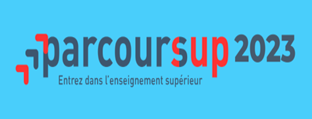 parcoursup 2023
Entrez dans l'enseignement supérieur